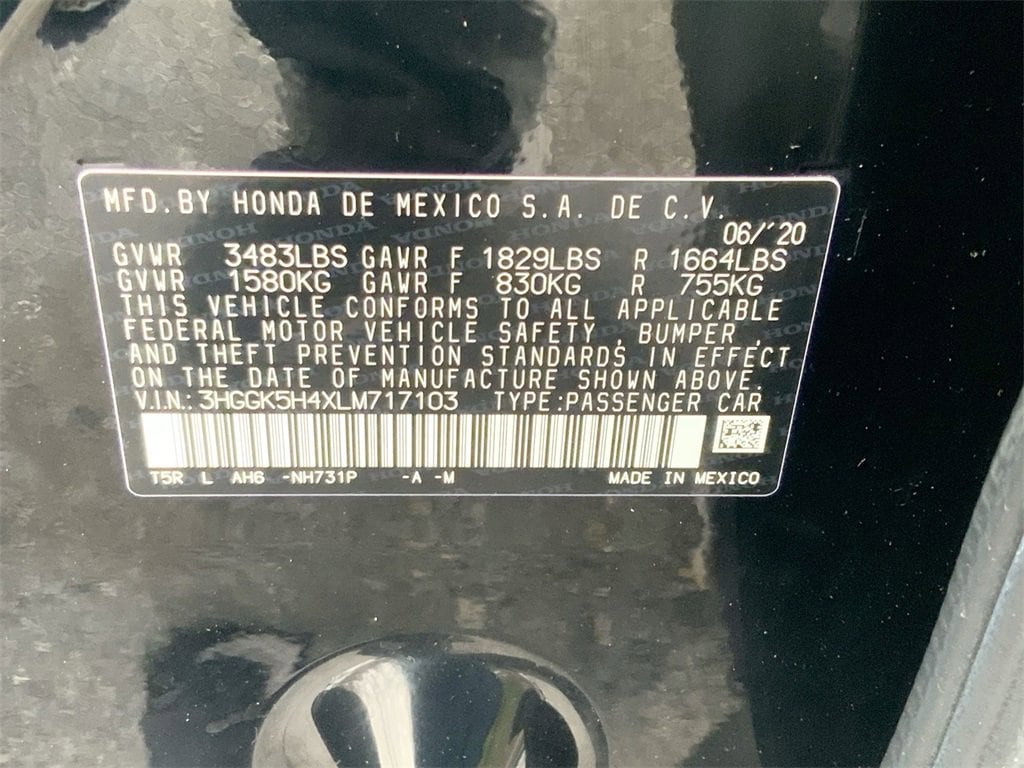 MFD.BY HONDA DE MEXICO S.A. DE C.V.
06/'20
GVWR 3483LBS GAWR F 1829LBS R 1664LBS
GVWR 1580KG GAWR F 830KG R 755KG
THIS VEHICLE CONFORMS TO ALL APPLICABLE
FEDERAL MOTOR VEHICLE SAFETY, BUMPER,
AND THEFT PREVENTION STANDARDS IN EFFECT
ON THE DATE OF MANUFACTURE SHOWN ABOVE.
V.I.N.: 3HGGK5H4XLM717103 TYPE:PASSENGER CAR
T5R L AH6 -NH731P -A -M MADE IN MEXICO